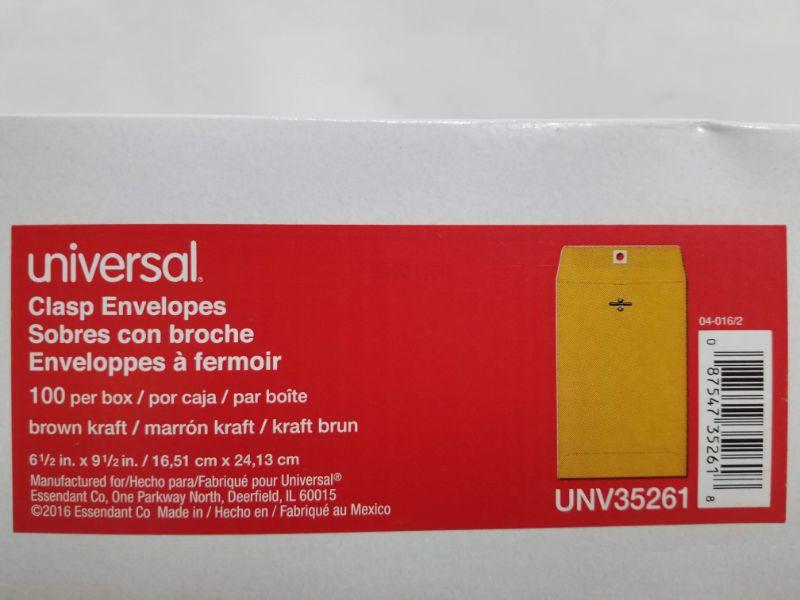 universal®
Clasp Envelopes
Sobres con broche
Enveloppes à fermoir
100 per box / por caja / par boîte
brown kraft / marrón kraft / kraft brun
6 1/2 in. x 9 1/2 in. / 16,51 cm x 24,13 cm
Manufactured for/Hecho para/Fabriqué pour Universal®
Essendant Co, One Parkway North, Deerfield, IL 60015
©2016 Essendant Co Made in / Hecho en / Fabriqué au Mexico
UNV35261
04-016/2
0 87547 35261 8